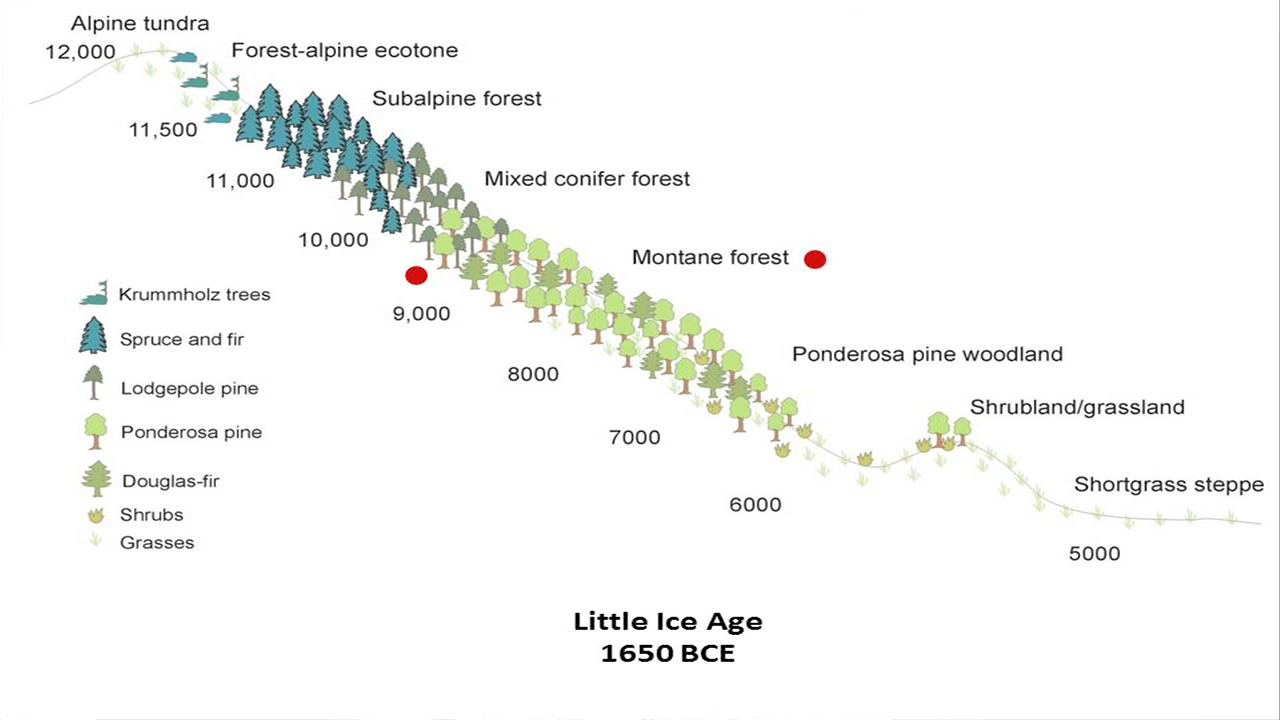 Alpine tundra
12,000
Forest-alpine ecotone
Subalpine forest
11,500
11,000
Mixed conifer forest
10,000
Montane forest
Krummholz trees
9,000
Spruce and fir
Ponderosa pine woodland
8000
Lodgepole pine
Shrubland/grassland
Ponderosa pine
7000
Douglas-fir
Shortgrass steppe
6000
Shrubs
Grasses
5000
Little Ice Age
1650 BCE